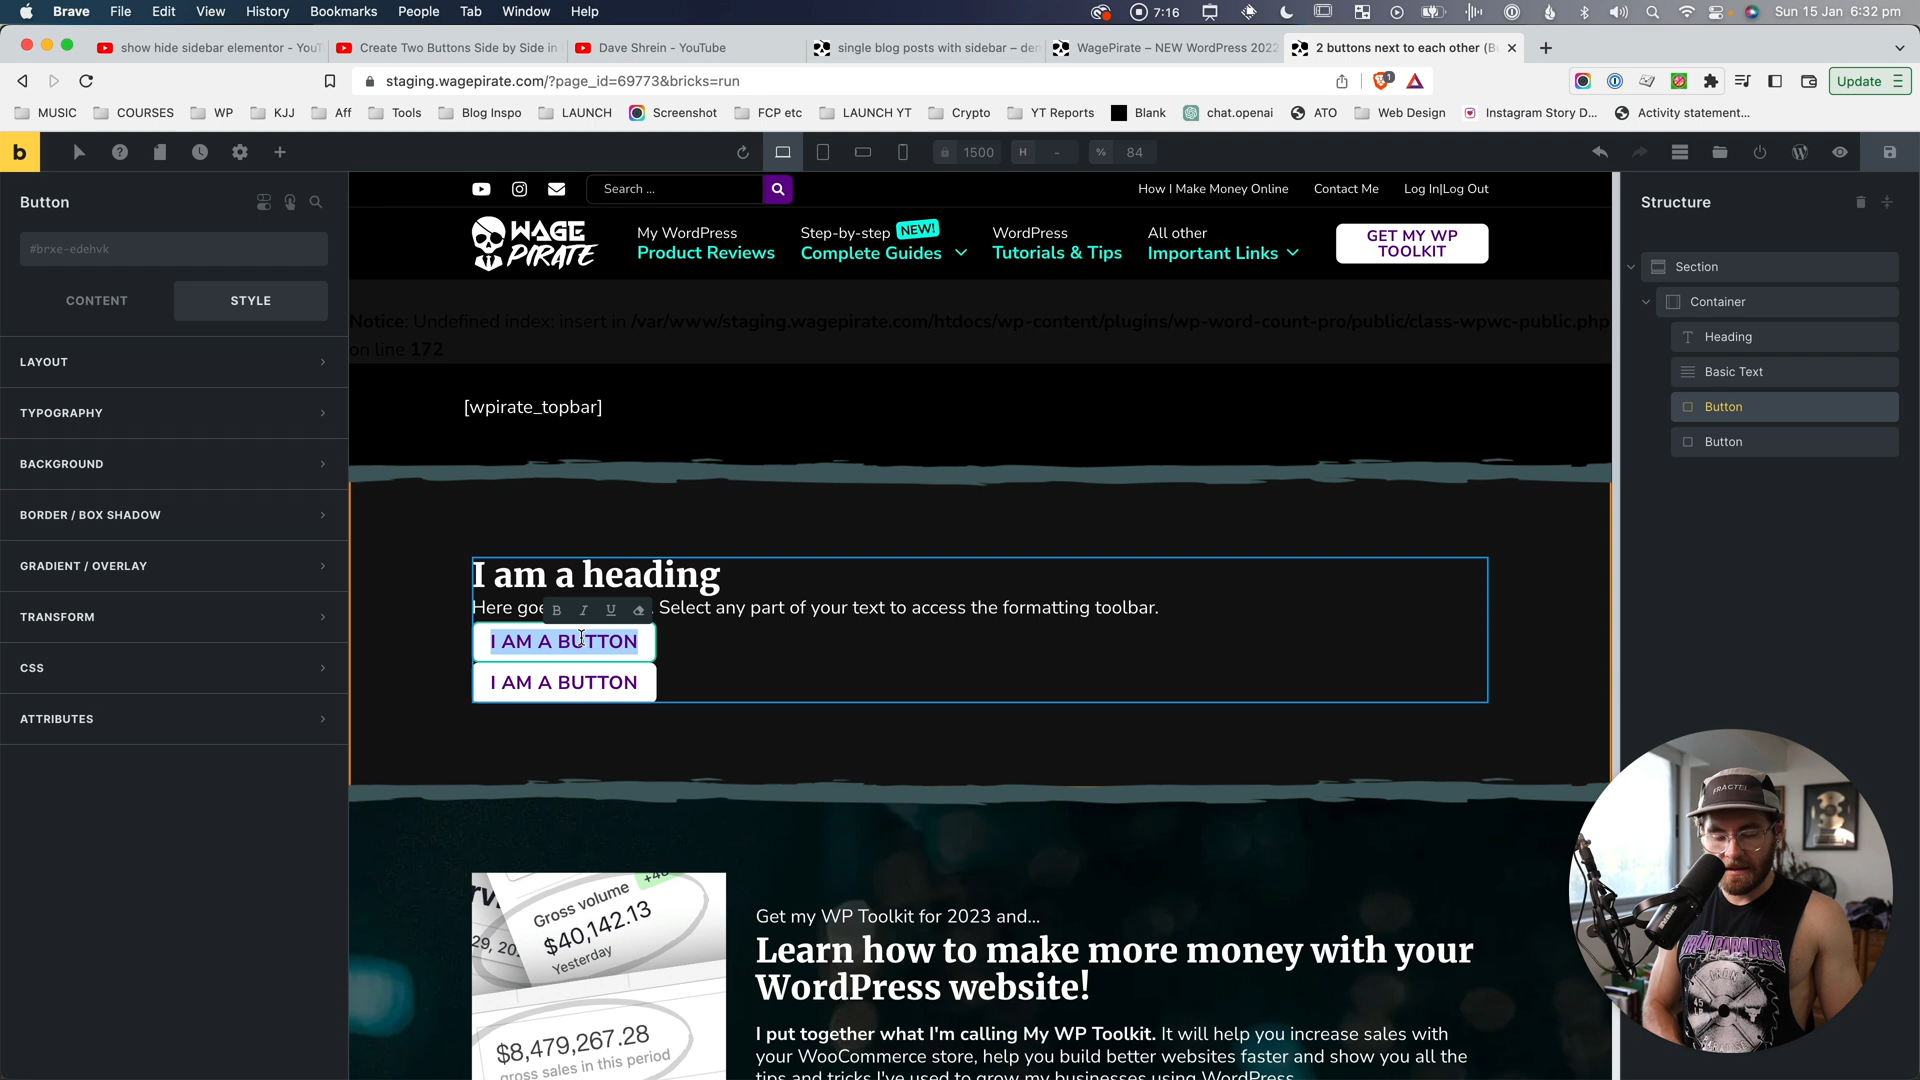 Brave File Edit View History Bookmarks People Tab Window Help 7:16 Sun 15 Jan 6:32 pm
show hide sidebar elementor - YouT
Create Two Buttons Side by Side in
Dave Shrein - YouTube
single blog posts with sidebar – der
WagePirate – NEW WordPress 2022
2 buttons next to each other (B
staging.wagepirate.com/?page_id=69773&bricks=run
1
Update
MUSIC COURSES WP KJJ Aff Tools Blog Inspo LAUNCH Screenshot FCP etc LAUNCH YT Crypto YT Reports Blank chat.openai ATO Web Design Instagram Story D... Activity statement...
b
1500 H - % 84
Button
#brxe-edehvk
CONTENT STYLE
LAYOUT
TYPOGRAPHY
BACKGROUND
BORDER / BOX SHADOW
GRADIENT / OVERLAY
TRANSFORM
CSS
ATTRIBUTES
Search ...
How I Make Money Online Contact Me Log In|Log Out
WAGE
PIRATE
My WordPress
Product Reviews
Step-by-step NEW!
Complete Guides
WordPress
Tutorials & Tips
All other
Important Links
GET MY WP
TOOLKIT
Notice: Undefined index: insert in /var/www/staging.wagepirate.com/htdocs/wp-content/plugins/wp-word-count-pro/public/class-wpwc-public.php
on line 172
[wpirate_topbar]
I am a heading
Here goe B I U . Select any part of your text to access the formatting toolbar.
I AM A BUTTON
I AM A BUTTON
Gross volume
$40,142.13
Yesterday
$8,479,267.28
gross sales in this period
Get my WP Toolkit for 2023 and...
Learn how to make more money with your
WordPress website!
I put together what I'm calling My WP Toolkit. It will help you increase sales with
your WooCommerce store, help you build better websites faster and show you all the
tips and tricks I've used to grow my businesses using WordPress.
Structure
Section
Container
Heading
Basic Text
Button
Button